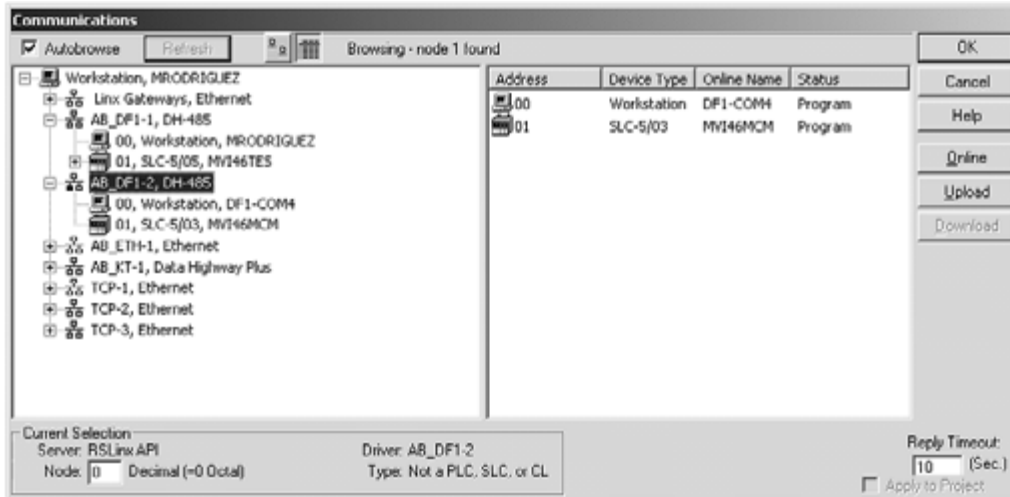 Communications
Autobrowse Refresh Browsing - node 1 found
OK
Cancel
Help
Online
Upload
Download
Workstation, MRODRIGUEZ
Linx Gateways, Ethernet
AB_DF1-1, DH-485
00, Workstation, MRODRIGUEZ
01, SLC-5/05, MVI46TES
AB_DF1-2, DH-485
00, Workstation, DF1-COM4
01, SLC-5/03, MVI46MCM
AB_ETH-1, Ethernet
AB_KT-1, Data Highway Plus
TCP-1, Ethernet
TCP-2, Ethernet
TCP-3, Ethernet
Address Device Type Online Name Status
00 Workstation DF1-COM4 Program
01 SLC-5/03 MVI46MCM Program
Current Selection
Server: RSLinx API Driver: AB_DF1-2
Node: 0 Decimal (=0 Octal) Type: Not a PLC, SLC, or CL
Reply Timeout:
10 (Sec.)
Apply to Project